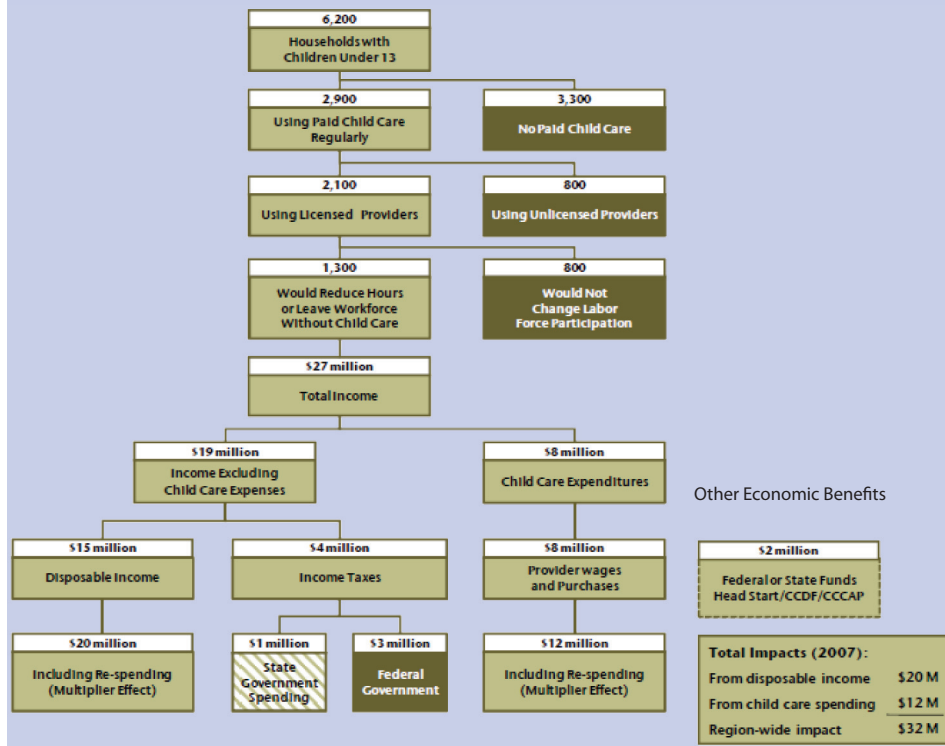 6,200
Households with
Children Under 13
2,900
Using Paid Child Care
Regularly
3,300
No Paid Child Care
2,100
Using Licensed Providers
800
Using Unlicensed Providers
1,300
Would Reduce Hours
or Leave Workforce
Without Child Care
800
Would Not
Change Labor
Force Participation
$27 million
Total Income
$19 million
Income Excluding
Child Care Expenses
$8 million
Child Care Expenditures
Other Economic Benefits
$15 million
Disposable Income
$4 million
Income Taxes
$8 million
Provider wages
and Purchases
$2 million
Federal or State Funds
Head Start/CCDF/CCCAP
$20 million
Including Re-spending
(Multiplier Effect)
$1 million
State
Government
Spending
$3 million
Federal
Government
$12 million
Including Re-spending
(Multiplier Effect)
Total Impacts (2007):
From disposable income $20 M
From child care spending $12 M
Region-wide impact $32 M